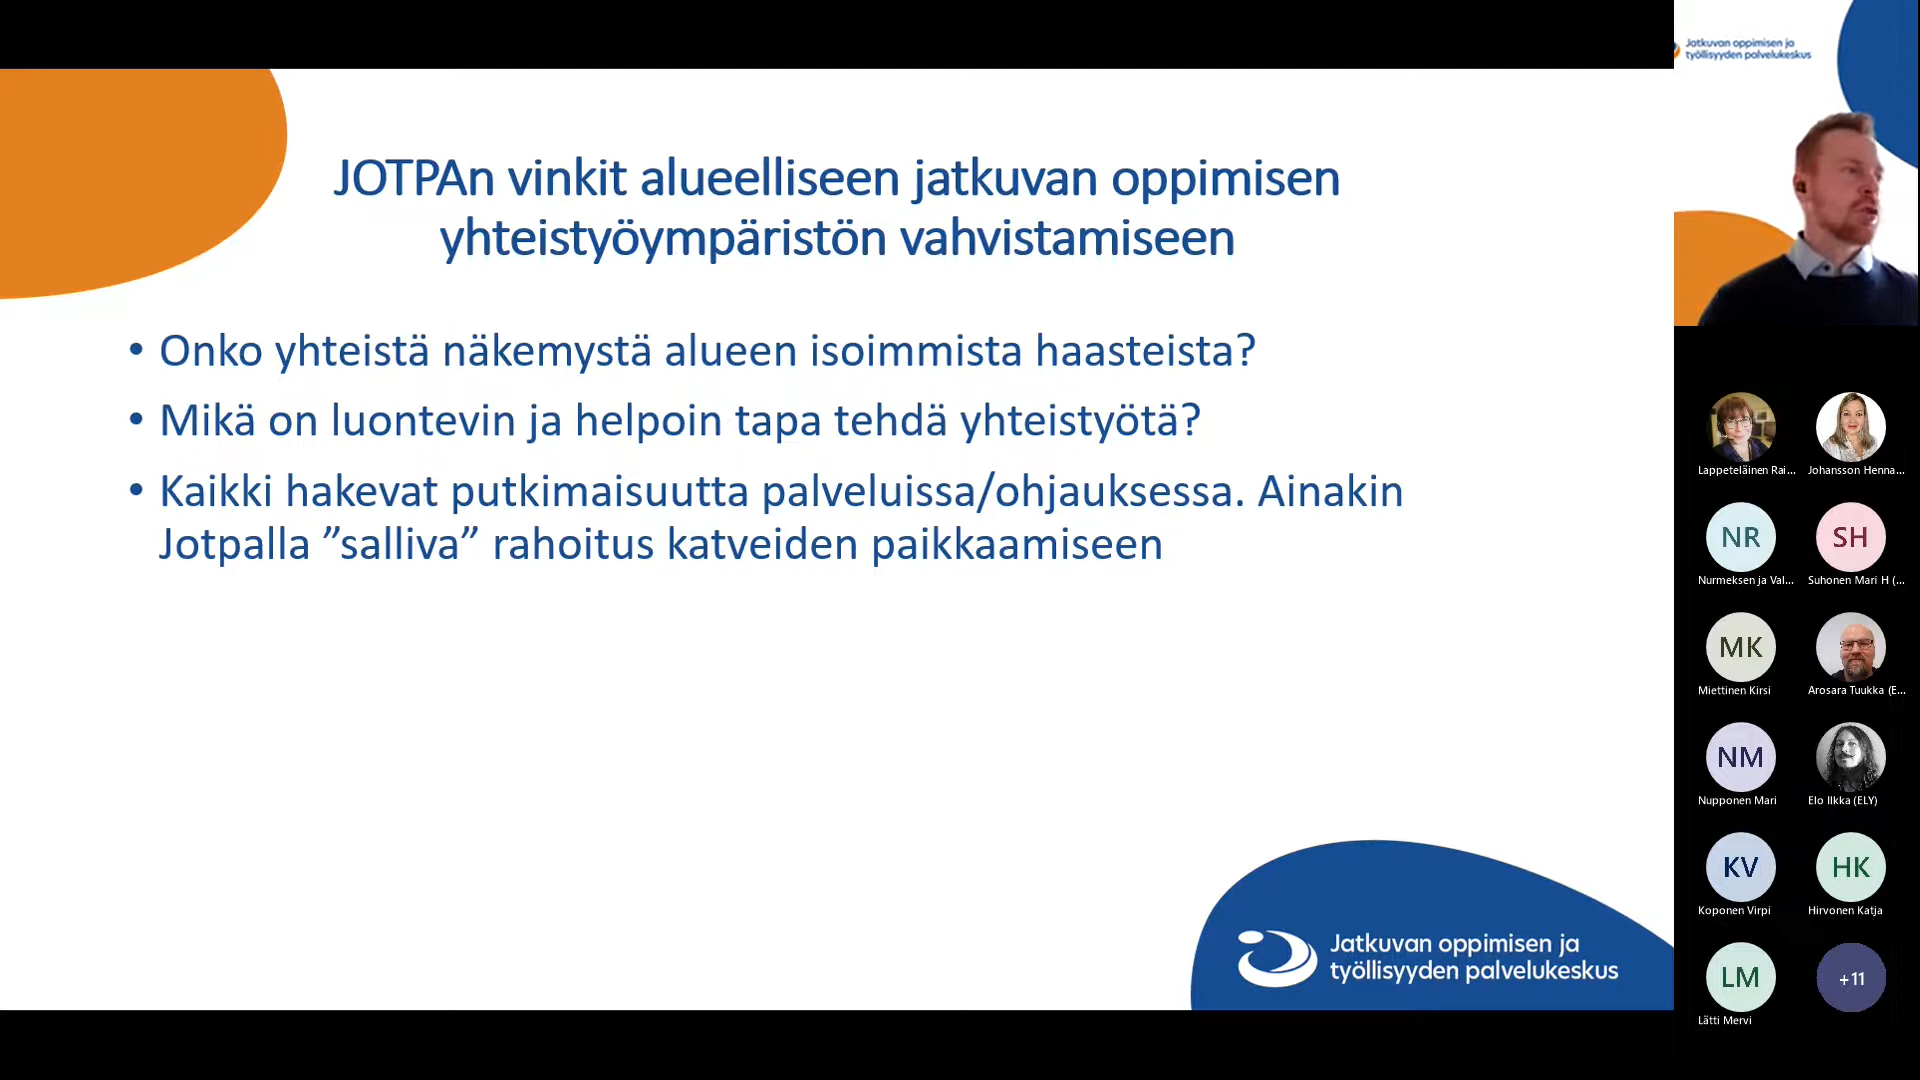 JOTPAn vinkit alueelliseen jatkuvan oppimisen
yhteistyöympäristön vahvistamiseen
• Onko yhteistä näkemystä alueen isoimmista haasteista?
• Mikä on luontevin ja helpoin tapa tehdä yhteistyötä?
• Kaikki hakevat putkimaisuutta palveluissa/ohjauksessa. Ainakin
Jotpalla ”salliva” rahoitus katveiden paikkaamiseen
Jatkuvan oppimisen ja
työllisyyden palvelukeskus
Jatkuvan oppimisen ja
työllisyyden palvelukeskus
Lappeteläinen Rai...
Johansson Henna...
NR
SH
Nurmeksen ja Val...
Suhonen Mari H (...
MK
Miettinen Kirsi
Arosara Tuukka (E...
NM
Nupponen Mari
Elo Ilkka (ELY)
KV
HK
Koponen Virpi
Hirvonen Katja
LM
+11
Lätti Mervi